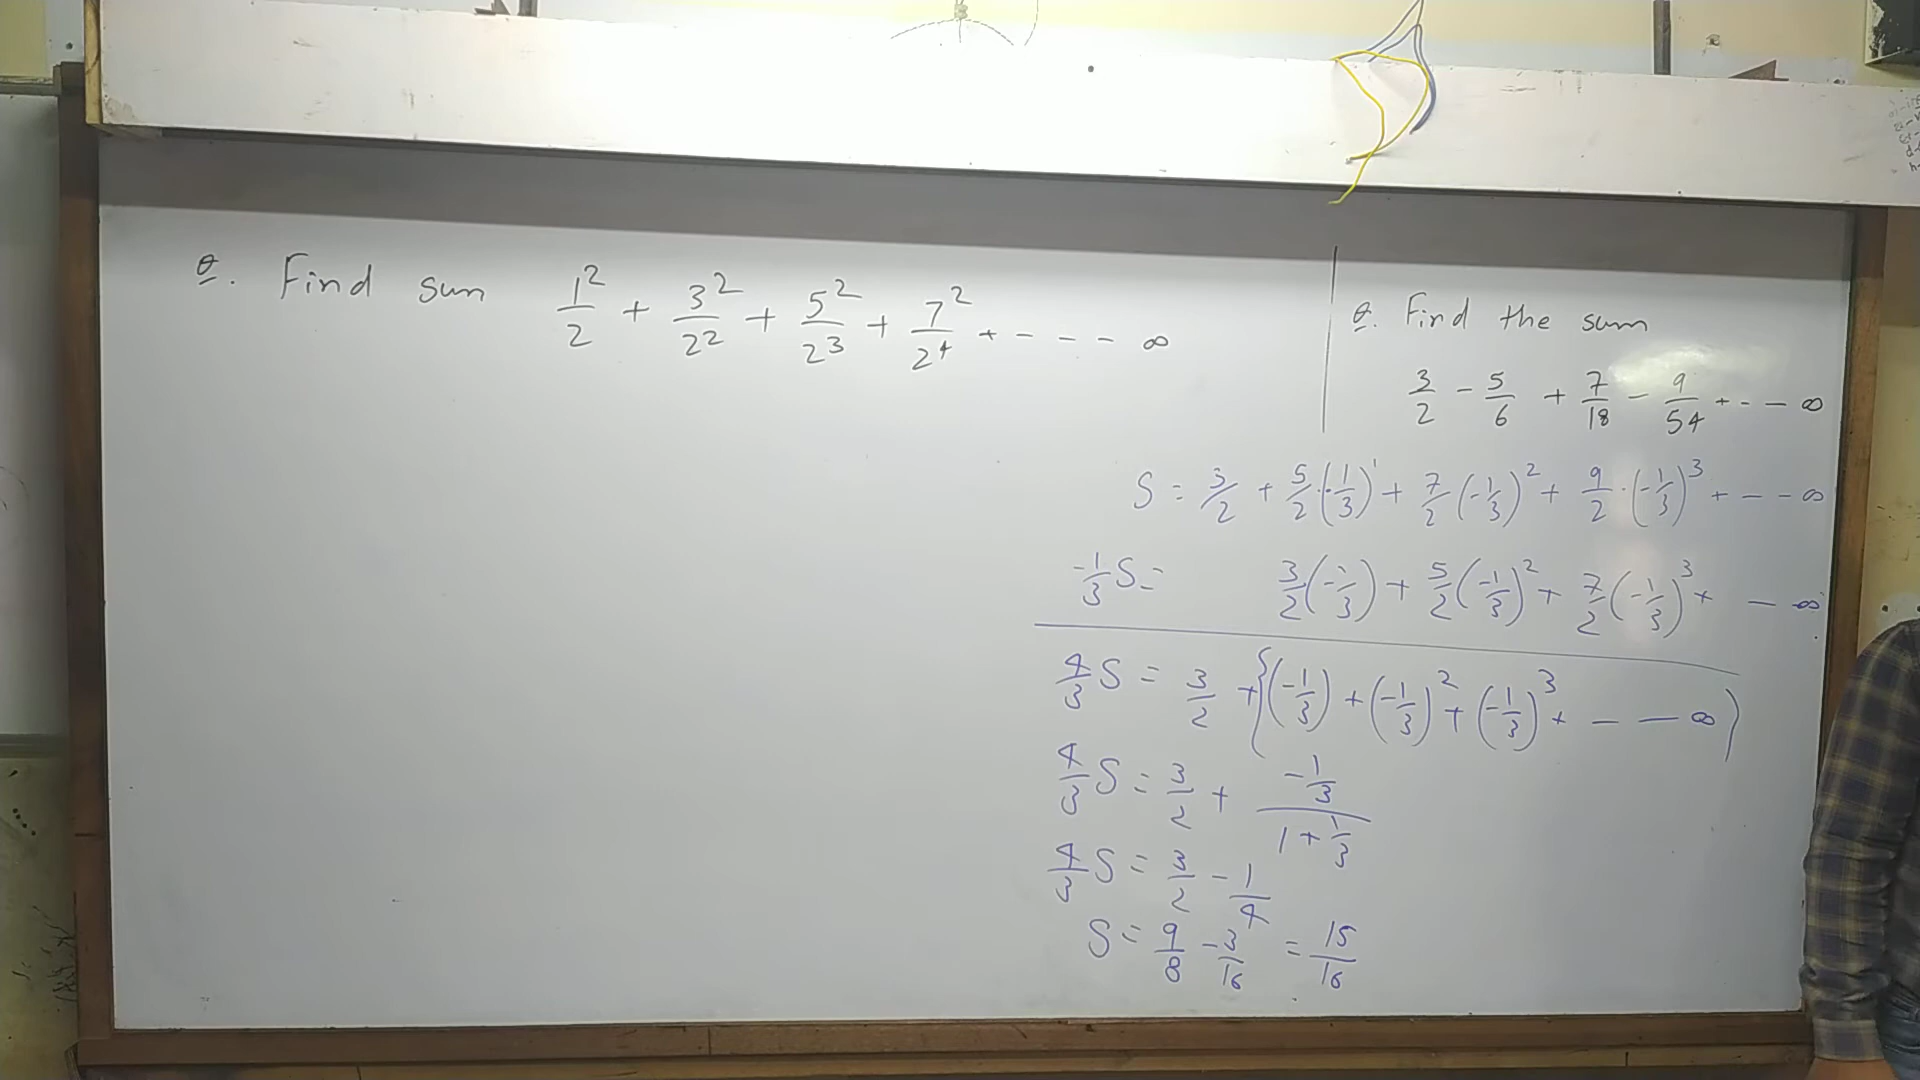 Q. Find sum 1²/2 + 3²/2² + 5²/2³ + 7²/2⁴ + - - - ∞
Q. Find the sum
3/2 - 5/6 + 7/18 - 9/54 + - - ∞
S = 3/2 + 5/2·(-1/3)¹ + 7/2 (-1/3)² + 9/2·(-1/3)³ + - - ∞
-1/3 S = 3/2(-1/3) + 5/2(-1/3)² + 7/2(-1/3)³ + - ∞
4/3 S = 3/2 + {(-1/3) + (-1/3)² + (-1/3)³ + - - ∞)
4/3 S = 3/2 + (-1/3)/(1 + 1/3)
4/3 S = 3/2 - 1/4
S = 9/8 - 3/16 = 15/16